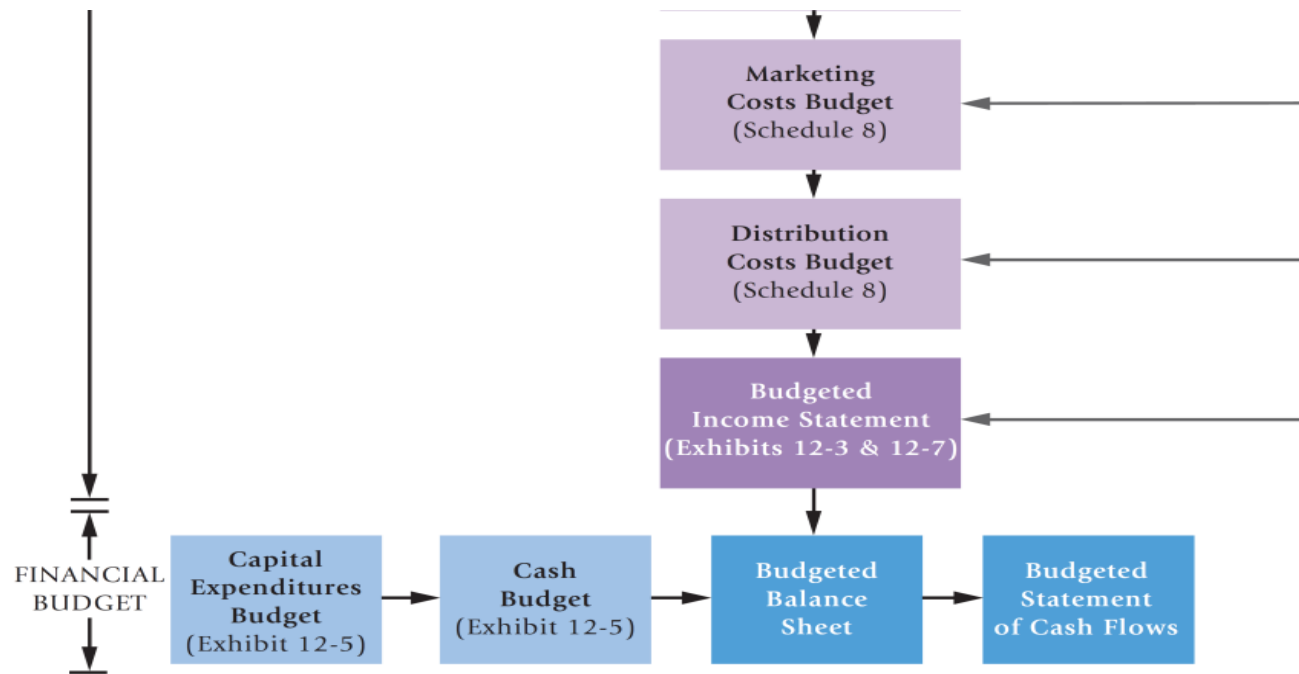 Marketing
Costs Budget
(Schedule 8)
Distribution
Costs Budget
(Schedule 8)
Budgeted
Income Statement
(Exhibits 12-3 & 12-7)
FINANCIAL
BUDGET
Capital
Expenditures
Budget
(Exhibit 12-5)
Cash
Budget
(Exhibit 12-5)
Budgeted
Balance
Sheet
Budgeted
Statement
of Cash Flows